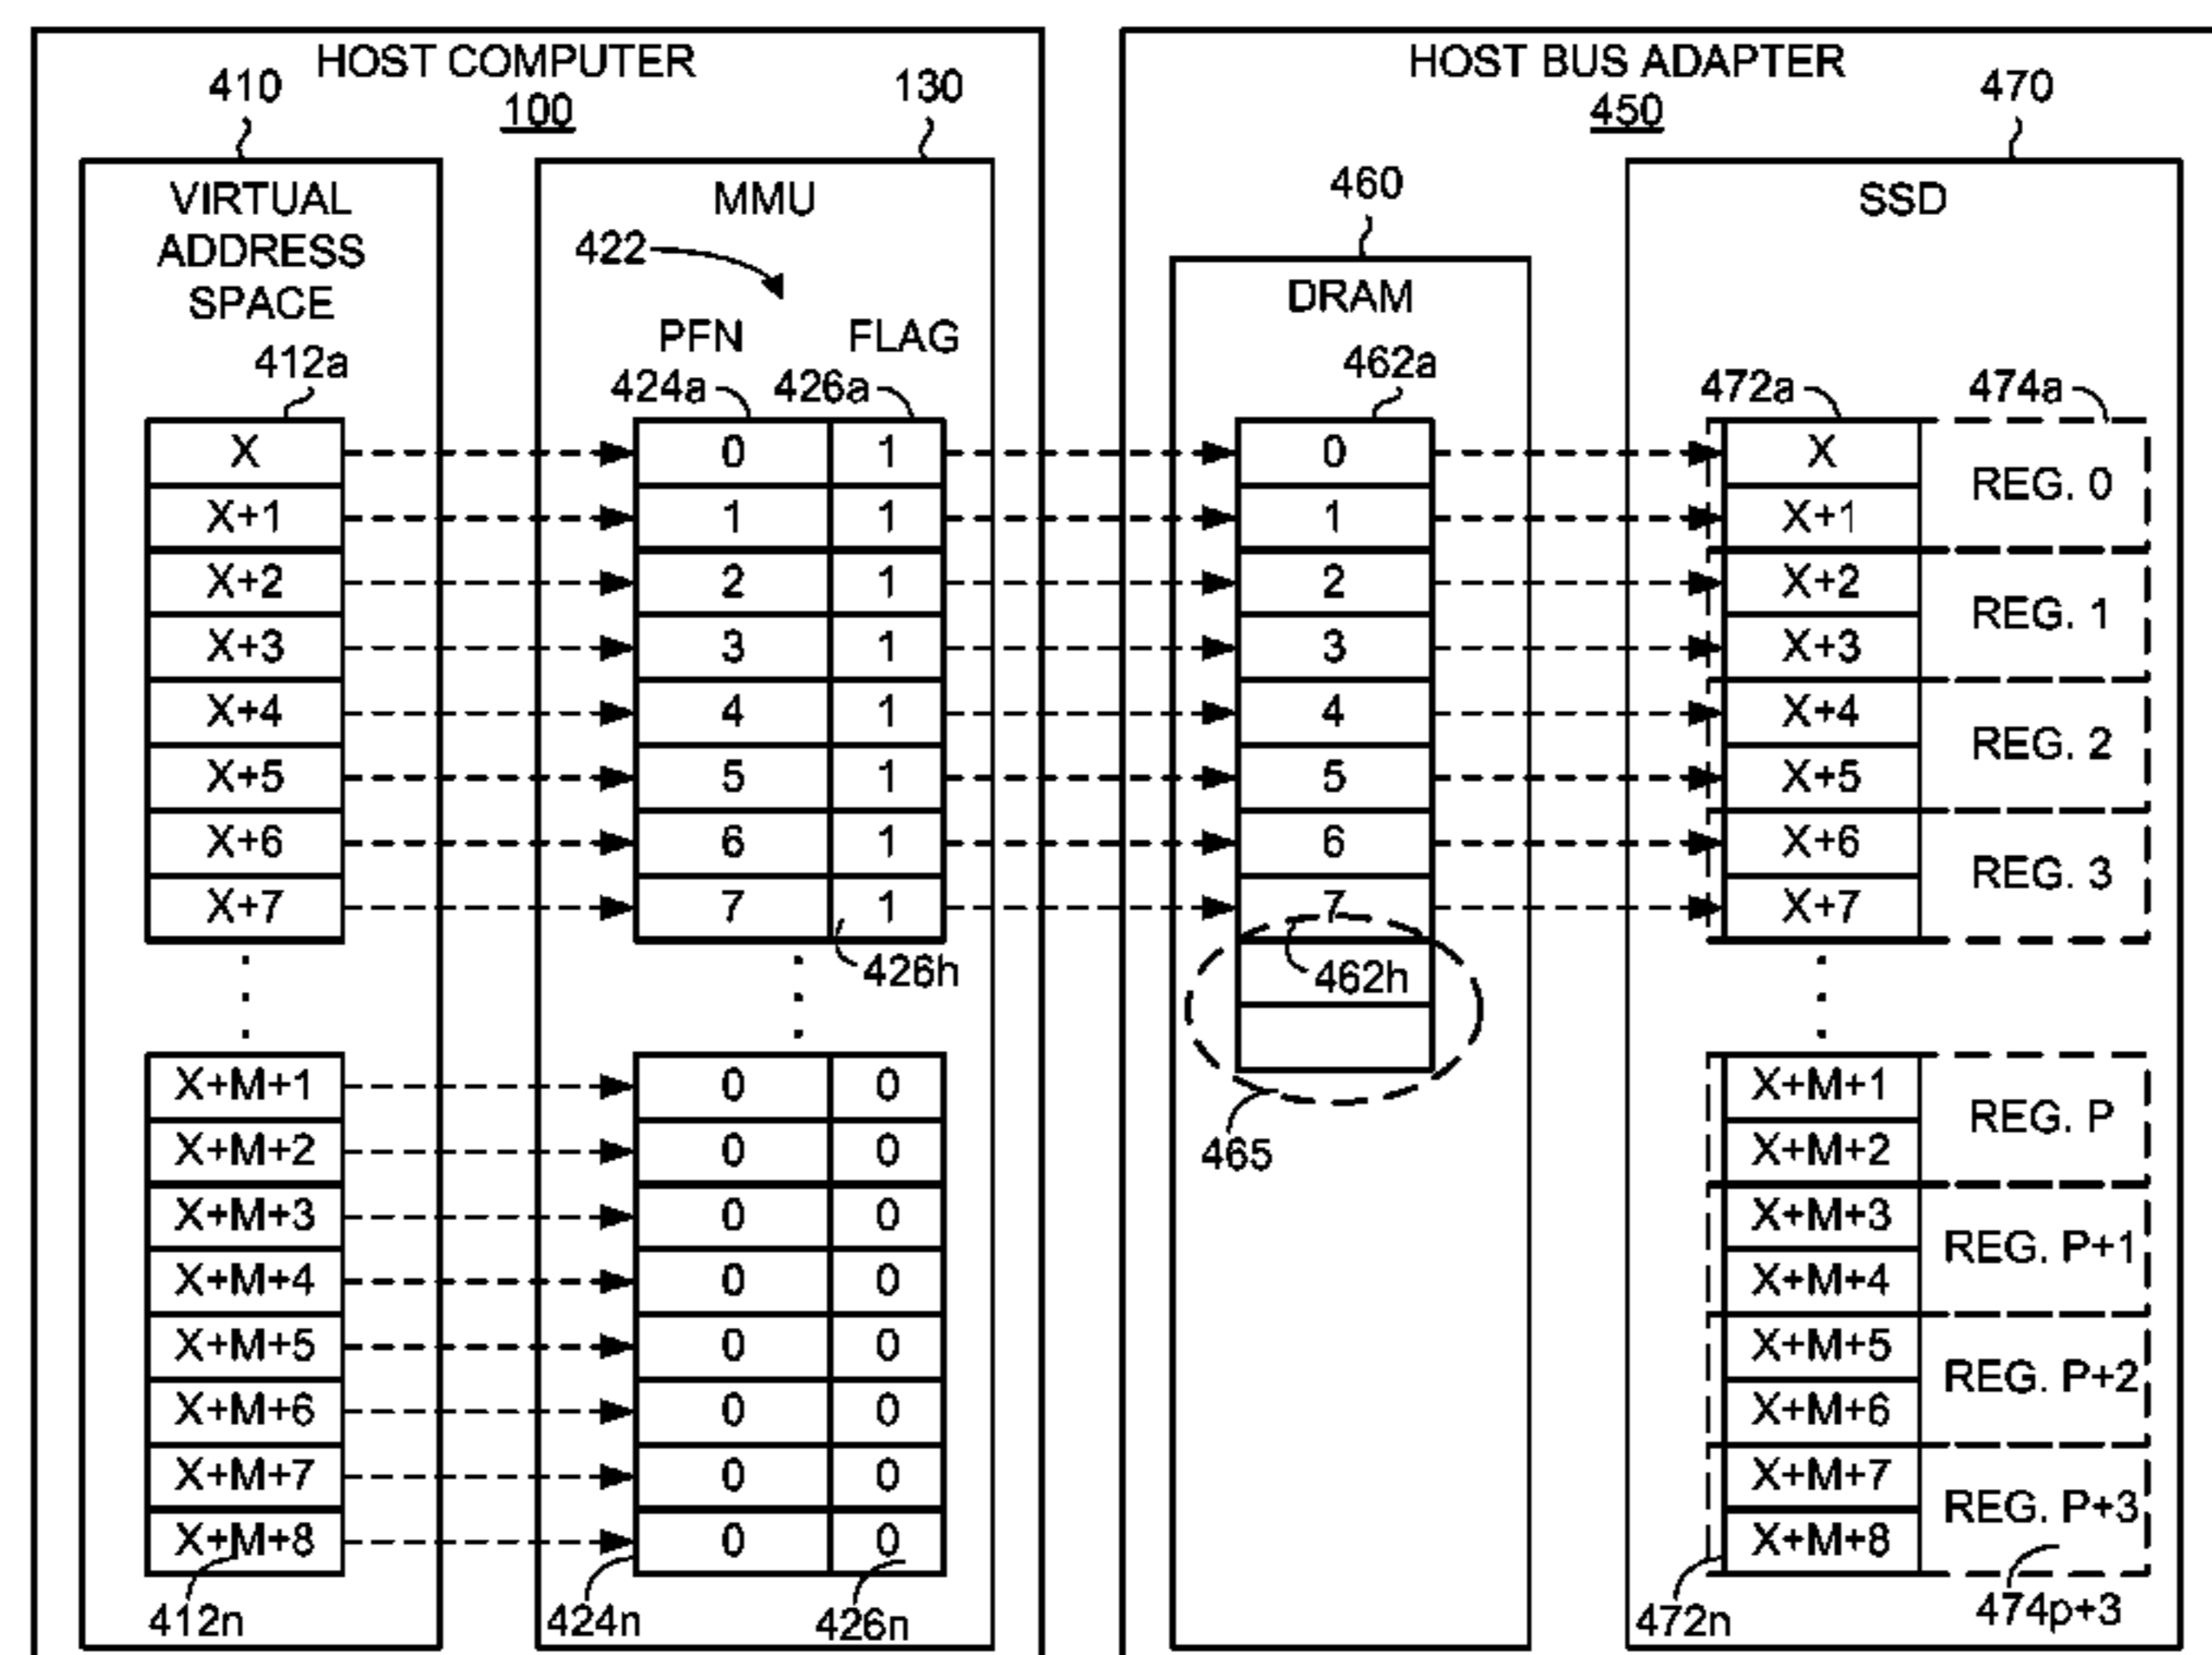 HOST COMPUTER
100
HOST BUS ADAPTER
450
410
130
460
470
VIRTUAL
ADDRESS
SPACE
MMU
422
DRAM
SSD
PFN FLAG
412a
424a 426a
462a
472a 474a
X 0 1 0 X REG. 0
X+1 1 1 1 X+1
X+2 2 1 2 X+2 REG. 1
X+3 3 1 3 X+3
X+4 4 1 4 X+4 REG. 2
X+5 5 1 5 X+5
X+6 6 1 6 X+6 REG. 3
X+7 7 1 7 X+7
426h 462h
465
X+M+1 0 0 X+M+1 REG. P
X+M+2 0 0 X+M+2
X+M+3 0 0 X+M+3 REG. P+1
X+M+4 0 0 X+M+4
X+M+5 0 0 X+M+5 REG. P+2
X+M+6 0 0 X+M+6
X+M+7 0 0 X+M+7 REG. P+3
X+M+8 0 0 X+M+8
412n 424n 426n 472n 474p+3